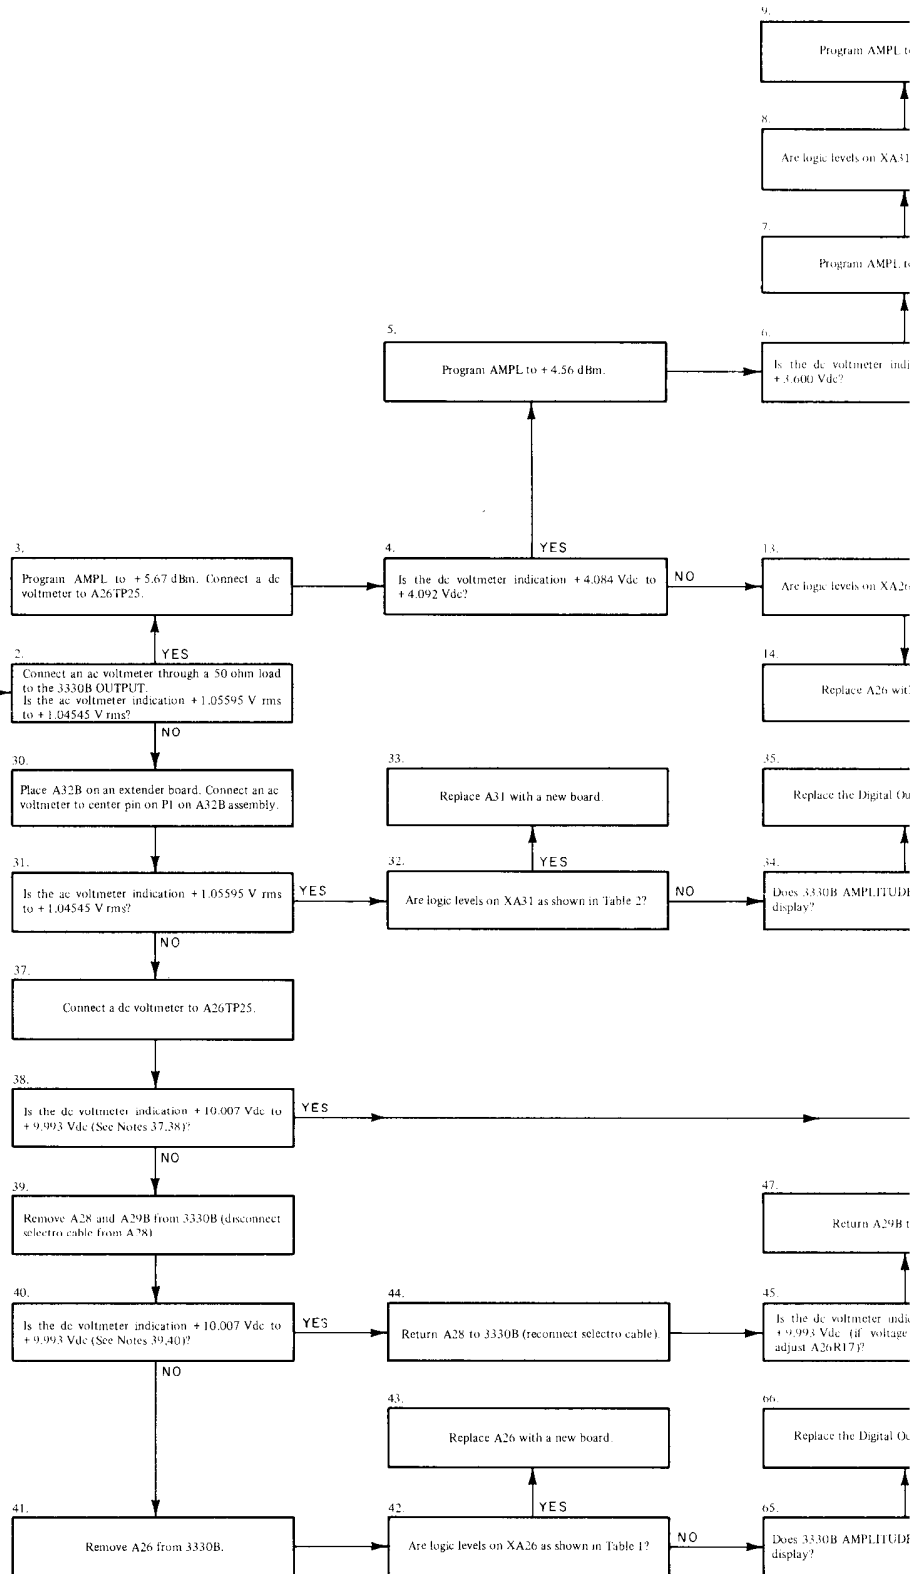 9.
Program AMPL to
8.
Are logic levels on XA31
7.
Program AMPL to
5.
Program AMPL to + 4.56 dBm.
6.
Is the dc voltmeter indi
+ 3.600 Vdc?
YES
3.
Program AMPL to + 5.67 dBm. Connect a dc
voltmeter to A26TP25.
4.
Is the dc voltmeter indication + 4.084 Vdc to
+ 4.092 Vdc?
NO
13.
Are logic levels on XA26
YES
2.
Connect an ac voltmeter through a 50 ohm load
to the 3330B OUTPUT.
Is the ac voltmeter indication + 1.05595 V rms
to + 1.04545 V rms?
14.
Replace A26 with
NO
30.
Place A32B on an extender board. Connect an ac
voltmeter to center pin on P1 on A32B assembly.
33.
Replace A31 with a new board.
35.
Replace the Digital Ou
YES
31.
Is the ac voltmeter indication + 1.05595 V rms
to + 1.04545 V rms?
YES
32.
Are logic levels on XA31 as shown in Table 2?
NO
34.
Does 3330B AMPLITUDE
display?
NO
37.
Connect a dc voltmeter to A26TP25.
38.
Is the dc voltmeter indication + 10.007 Vdc to
+ 9.993 Vdc (See Notes 37,38)?
YES
NO
39.
Remove A28 and A29B from 3330B (disconnect
selectro cable from A28)
47.
Return A29B t
40.
Is the dc voltmeter indication + 10.007 Vdc to
+ 9.993 Vdc (See Notes 39,40)?
YES
44.
Return A28 to 3330B (reconnect selectro cable).
45.
Is the dc voltmeter indic
+ 9.993 Vdc (if voltage
adjust A26R17)?
NO
43.
Replace A26 with a new board.
66.
Replace the Digital Ou
YES
41.
Remove A26 from 3330B.
42.
Are logic levels on XA26 as shown in Table 1?
NO
65.
Does 3330B AMPLITUDE
display?